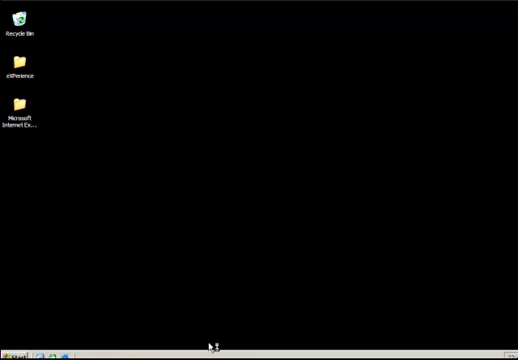 Recycle Bin
eXPerience
Microsoft
Internet Ex...
Start